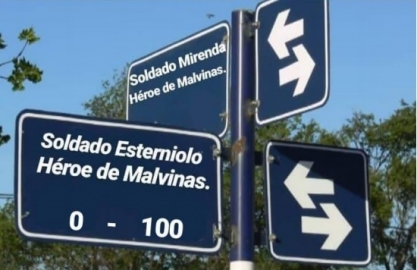 Soldado Mirenda
Héroe de Malvinas.
Soldado Esterniolo
Héroe de Malvinas.
0 - 100